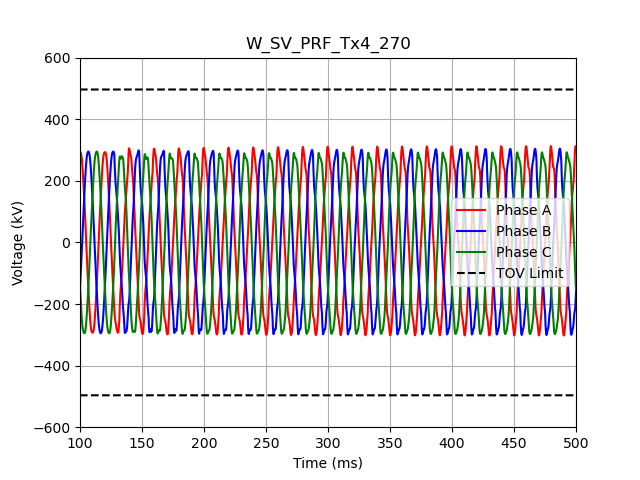 W_SV_PRF_Tx4_270
600
400
200
0
−200
−400
−600
Voltage (kV)
Phase A
Phase B
Phase C
TOV Limit
100 150 200 250 300 350 400 450 500
Time (ms)